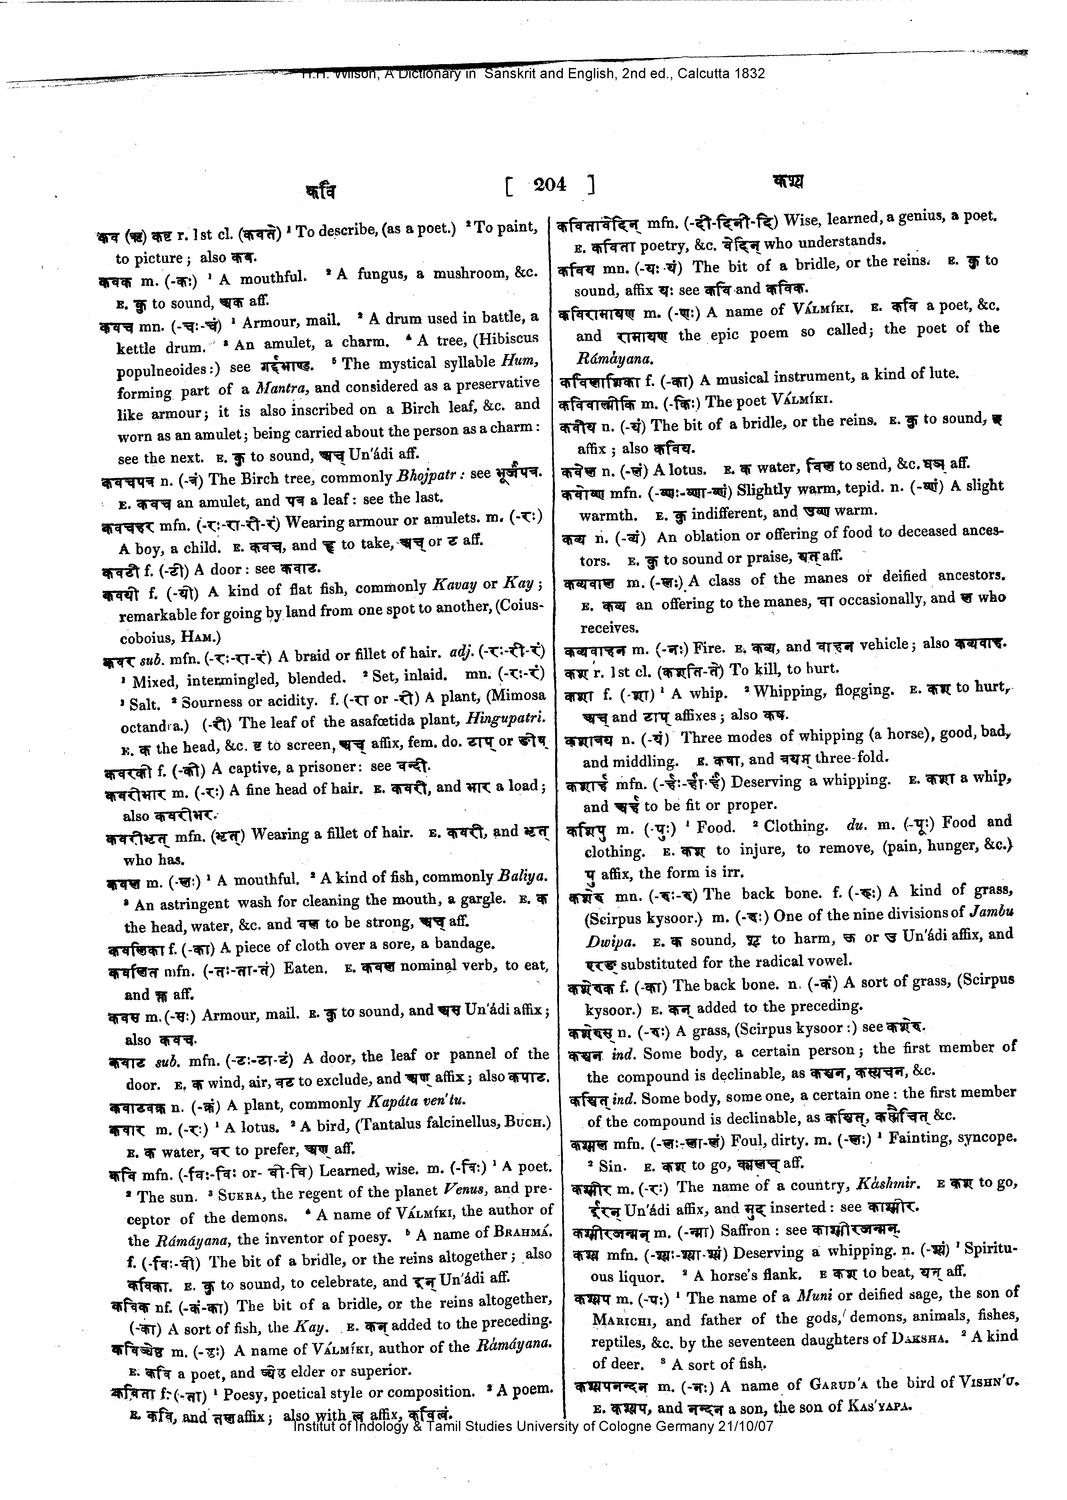 H.H. Wilson, A Dictionary in Sanskrit and English, 2nd ed., Calcutta 1832
कवि
[ 204 ]
कश्य
कव (ऋ) कवृ r. 1st cl. (कवते) ¹ To describe, (as a poet.) ² To paint,
to picture; also कब.
कवक m. (-कः) ¹ A mouthful. ² A fungus, a mushroom, &c.
E. कु to sound, अक aff.
कवच mn. (-चः-चं) ¹ Armour, mail. ² A drum used in battle, a
kettle drum. ³ An amulet, a charm. ⁴ A tree, (Hibiscus
populneoides:) see गर्द्दभाण्ड. ⁵ The mystical syllable Hum,
forming part of a Mantra, and considered as a preservative
like armour; it is also inscribed on a Birch leaf, &c. and
worn as an amulet; being carried about the person as a charm:
see the next. E. कु to sound, अच् Un'ádi aff.
कवचपत्र n. (-त्रं) The Birch tree, commonly Bhojpatr: see भूर्ज्जपत्र.
E. कवच an amulet, and पत्र a leaf: see the last.
कवचहर mfn. (-रः-रा-री-रं) Wearing armour or amulets. m. (-रः)
A boy, a child. E. कवच, and हृ to take, अच् or ट aff.
कवटी f. (-टी) A door: see कवाट.
कवयी f. (-यी) A kind of flat fish, commonly Kavay or Kay;
remarkable for going by land from one spot to another, (Coius-
coboius, HAM.)
कवर sub. mfn. (-रः-रा-रं) A braid or fillet of hair. adj. (-रः-री-रं)
¹ Mixed, intermingled, blended. ² Set, inlaid. mn. (-रः-रं)
¹ Salt. ² Sourness or acidity. f. (-रा or -री) A plant, (Mimosa
octandra.) (-री) The leaf of the asafœtida plant, Hingupatri.
E. क the head, &c. वृ to screen, अच् affix, fem. do. टाप् or ङीष्
कवरकी f. (-की) A captive, a prisoner: see वन्दी.
कवरीभार m. (-रः) A fine head of hair. E. कवरी, and भार a load;
also कवरीभर.
कवरीभृत् mfn. (भृत्) Wearing a fillet of hair. E. कवरी, and भृत्
who has.
कवल m. (-लः) ¹ A mouthful. ² A kind of fish, commonly Baliya.
³ An astringent wash for cleaning the mouth, a gargle. E. क
the head, water, &c. and वल to be strong, अच् aff.
कवलिका f. (-का) A piece of cloth over a sore, a bandage.
कवलित mfn. (-तः-ता-तं) Eaten. E. कवल nominal verb, to eat,
and क्त aff.
कवस m. (-सः) Armour, mail. E. कु to sound, and अस Un'ádi affix;
also कवच.
कवाट sub. mfn. (-टः-टा-टं) A door, the leaf or pannel of the
door. E. क wind, air, वट to exclude, and अण् affix; also कपाट.
कवाटवक्र n. (-क्रं) A plant, commonly Kapáta ven'tu.
कवार m. (-रः) ¹ A lotus. ² A bird, (Tantalus falcinellus, BUCH.)
E. क water, वर to prefer, अण् aff.
कवि mfn. (-विः-विः or- वी-वि) Learned, wise. m. (-विः) ¹ A poet.
² The sun. ³ SUKRA, the regent of the planet Venus, and pre-
ceptor of the demons. ⁴ A name of VÁLMÍKI, the author of
the Rámáyana, the inventor of poesy. ⁵ A name of BRAHMÁ.
f. (-विः-वी) The bit of a bridle, or the reins altogether; also
कविका. E. कु to sound, to celebrate, and इन् Un'ádi aff.
कविक nf. (-कं-का) The bit of a bridle, or the reins altogether,
(-का) A sort of fish, the Kay. E. कन् added to the preceding.
कविज्येष्ठ m. (-ष्ठः) A name of VÁLMÍKI, author of the Rámáyana.
E. कवि a poet, and ज्येष्ठ elder or superior.
कविता f. (-ता) ¹ Poesy, poetical style or composition. ² A poem.
E. कवि, and तल affix; also with त्व affix, कवित्वं.
कवितावेदिन् mfn. (-दी-दिनी-दि) Wise, learned, a genius, a poet.
E. कविता poetry, &c. वेदिन् who understands.
कविय mn. (-यः-यं) The bit of a bridle, or the reins. E. कु to
sound, affix यः see कवि and कविक.
कविरामायण m. (-णः) A name of VÁLMÍKI. E. कवि a poet, &c.
and रामायण the epic poem so called; the poet of the
Rámáyana.
कविलासिका f. (-का) A musical instrument, a kind of lute.
कविवाल्मीकि m. (-किः) The poet VÁLMIKI.
कवीय n. (-यं) The bit of a bridle, or the reins. E. कु to sound, छ
affix; also कविय.
कवेल n. (-लं) A lotus. E. क water, विल to send, &c. घञ् aff.
कवोष्ण mfn. (-ष्णः-ष्णा-ष्णं) Slightly warm, tepid. n. (-ष्णं) A slight
warmth. E. कु indifferent, and उष्ण warm.
कव्य n. (-व्यं) An oblation or offering of food to deceased ances-
tors. E. कु to sound or praise, यत् aff.
कव्यवाल m. (-लः) A class of the manes or deified ancestors.
E. कव्य an offering to the manes, वा occasionally, and ल who
receives.
कव्यवाहन m. (-नः) Fire. E. कव्य, and वाहन vehicle; also कव्यवाह.
कश r. 1st cl. (कशति-ते) To kill, to hurt.
कशा f. (-शा) ¹ A whip. ² Whipping, flogging. E. कश to hurt,
अच् and टाप् affixes; also कष.
कशात्रय n. (-यं) Three modes of whipping (a horse), good, bad,
and middling. E. कषा, and त्रयम् three-fold.
कशार्ह mfn. (-र्हः-र्हा-र्हं) Deserving a whipping. E. कशा a whip,
and अर्ह to be fit or proper.
कशिपु m. (-पुः) ¹ Food. ² Clothing. du. m. (-पूः) Food and
clothing. E. कश to injure, to remove, (pain, hunger, &c.)
पु affix, the form is irr.
कशेरु mn. (-रुः-रु) The back bone. f. (-रुः) A kind of grass,
(Scirpus kysoor.) m. (-रुः) One of the nine divisions of Jambu
Dwipa. E. क sound, शॄ to harm, ऊ or उ Un'ádi affix, and
एरङ् substituted for the radical vowel.
कशेरुका f. (-का) The back bone. n. (-कं) A sort of grass, (Scirpus
kysoor.) E. कन् added to the preceding.
कशेरुस् n. (-रुः) A grass, (Scirpus kysoor:) see कशेरु.
कश्चन ind. Some body, a certain person; the first member of
the compound is declinable, as कश्चन, कस्मैचन, &c.
कश्चित् ind. Some body, some one, a certain one: the first member
of the compound is declinable, as कश्चित्, कस्मैचित् &c.
कश्मल mfn. (-लः-ला-लं) Foul, dirty. m. (-लः) ¹ Fainting, syncope.
² Sin. E. कश to go, क्मलच् aff.
कश्मीर m. (-रः) The name of a country, Káshmir. E कश to go,
ईरन् Un'ádi affix, and मुट् inserted: see काश्मीर.
कश्मीरजन्मन् m. (-न्मा) Saffron: see काश्मीरजन्मन्.
कश्य mfn. (-श्यः-श्या-श्यं) Deserving a whipping. n. (-श्यं) ¹ Spiritu-
ous liquor. ² A horse's flank. E कश to beat, यत् aff.
कश्यप m. (-पः) ¹ The name of a Muni or deified sage, the son of
MARICHI, and father of the gods, demons, animals, fishes,
reptiles, &c. by the seventeen daughters of DAKSHA. ² A kind
of deer. ³ A sort of fish.
कश्यपनन्दन m. (-नः) A name of GARUD'A the bird of VISHN'U.
E. कश्यप, and नन्दन a son, the son of KAS'YAPA.
Institut of Indology & Tamil Studies University of Cologne Germany 21/10/07